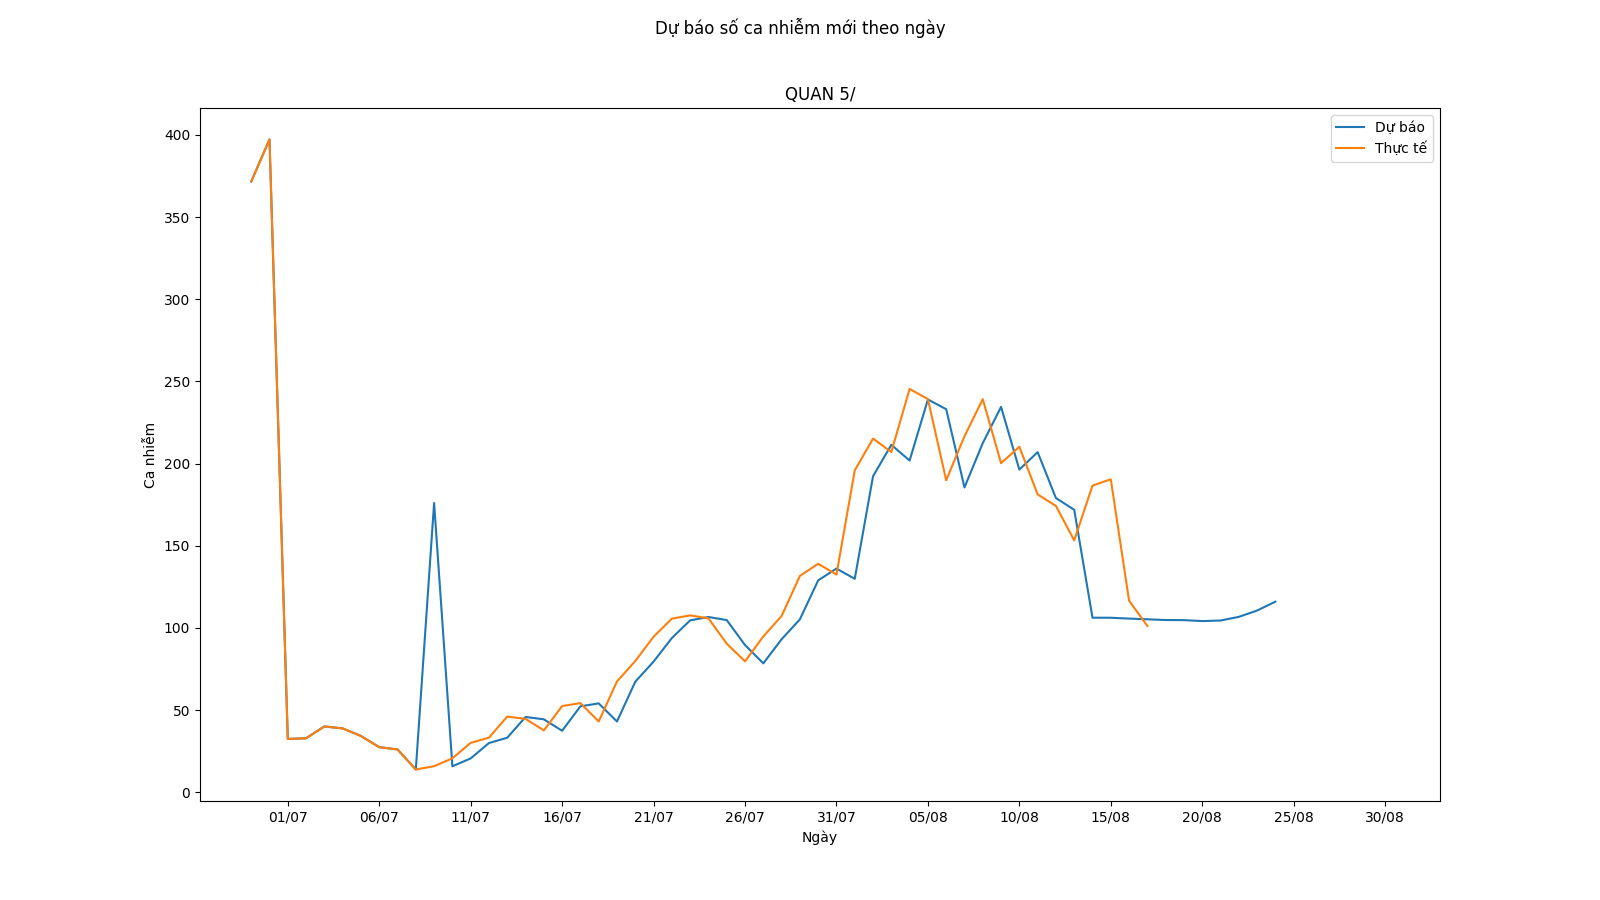 Dự báo số ca nhiễm mới theo ngày
QUAN 5/
Dự báo
Thực tế
400
350
300
250
200
150
100
50
0
Ca nhiễm
01/07 06/07 11/07 16/07 21/07 26/07 31/07 05/08 10/08 15/08 20/08 25/08 30/08
Ngày